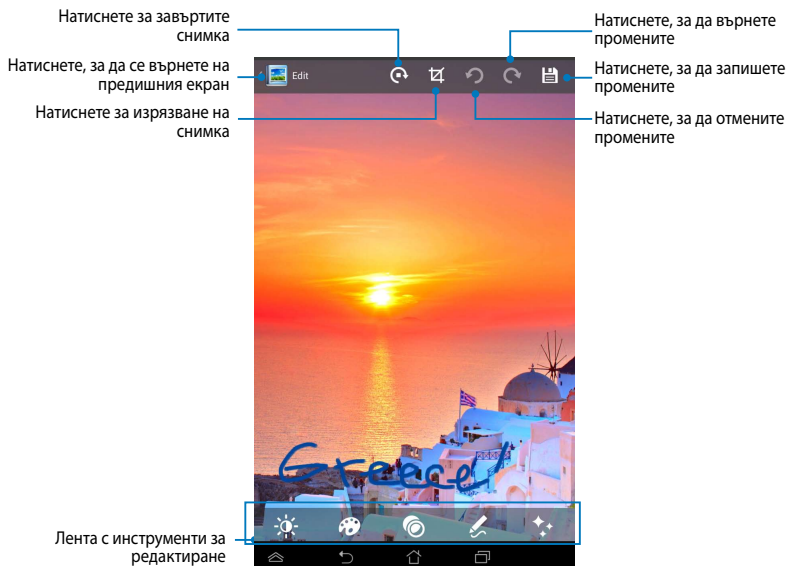 Натиснете за завъртите
снимка
Натиснете, за да се върнете на
предишния екран
Натиснете за изрязване на
снимка
Edit
Натиснете, за да върнете
промените
Натиснете, за да запишете
промените
Натиснете, за да отмените
промените
Greece!
Лента с инструменти за
редактиране